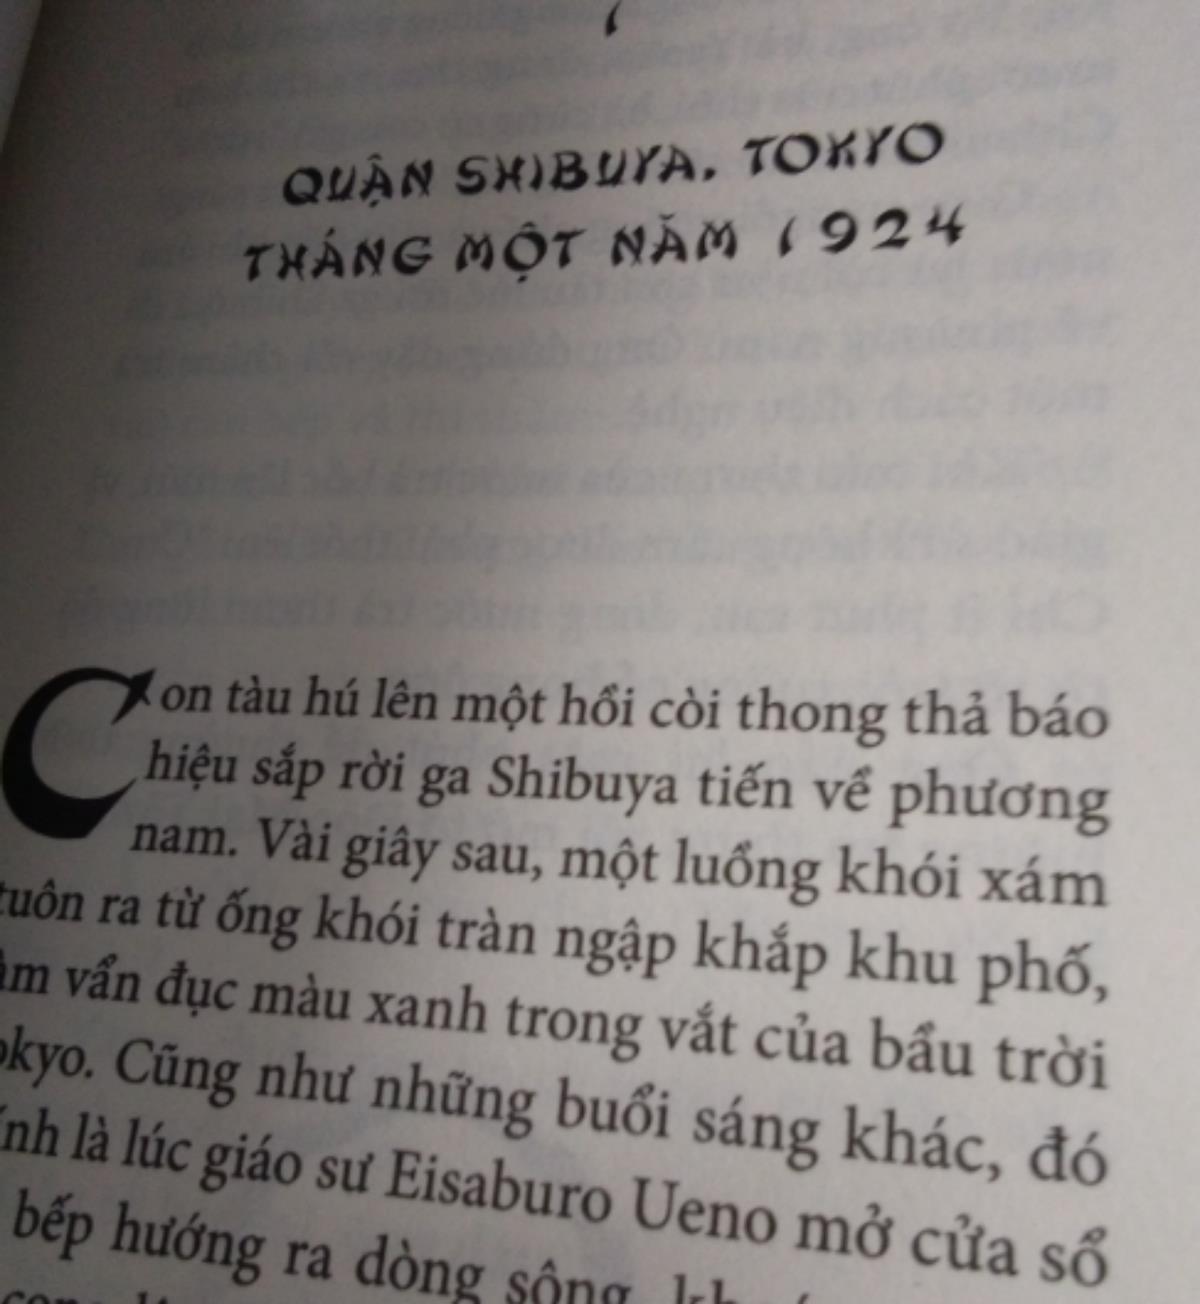 1
QUẬN SHIBUYA, TOKYO
THÁNG MỘT NĂM 1924
Con tàu hú lên một hồi còi thong thả báo
hiệu sắp rời ga Shibuya tiến về phương
nam. Vài giây sau, một luồng khói xám
tuôn ra từ ống khói tràn ngập khắp khu phố,
vẩn đục màu xanh trong vắt của bầu trời
Cũng như những buổi sáng khác, đó
là lúc giáo sư Eisaburo Ueno mở cửa sổ
bếp hướng ra dòng sông,